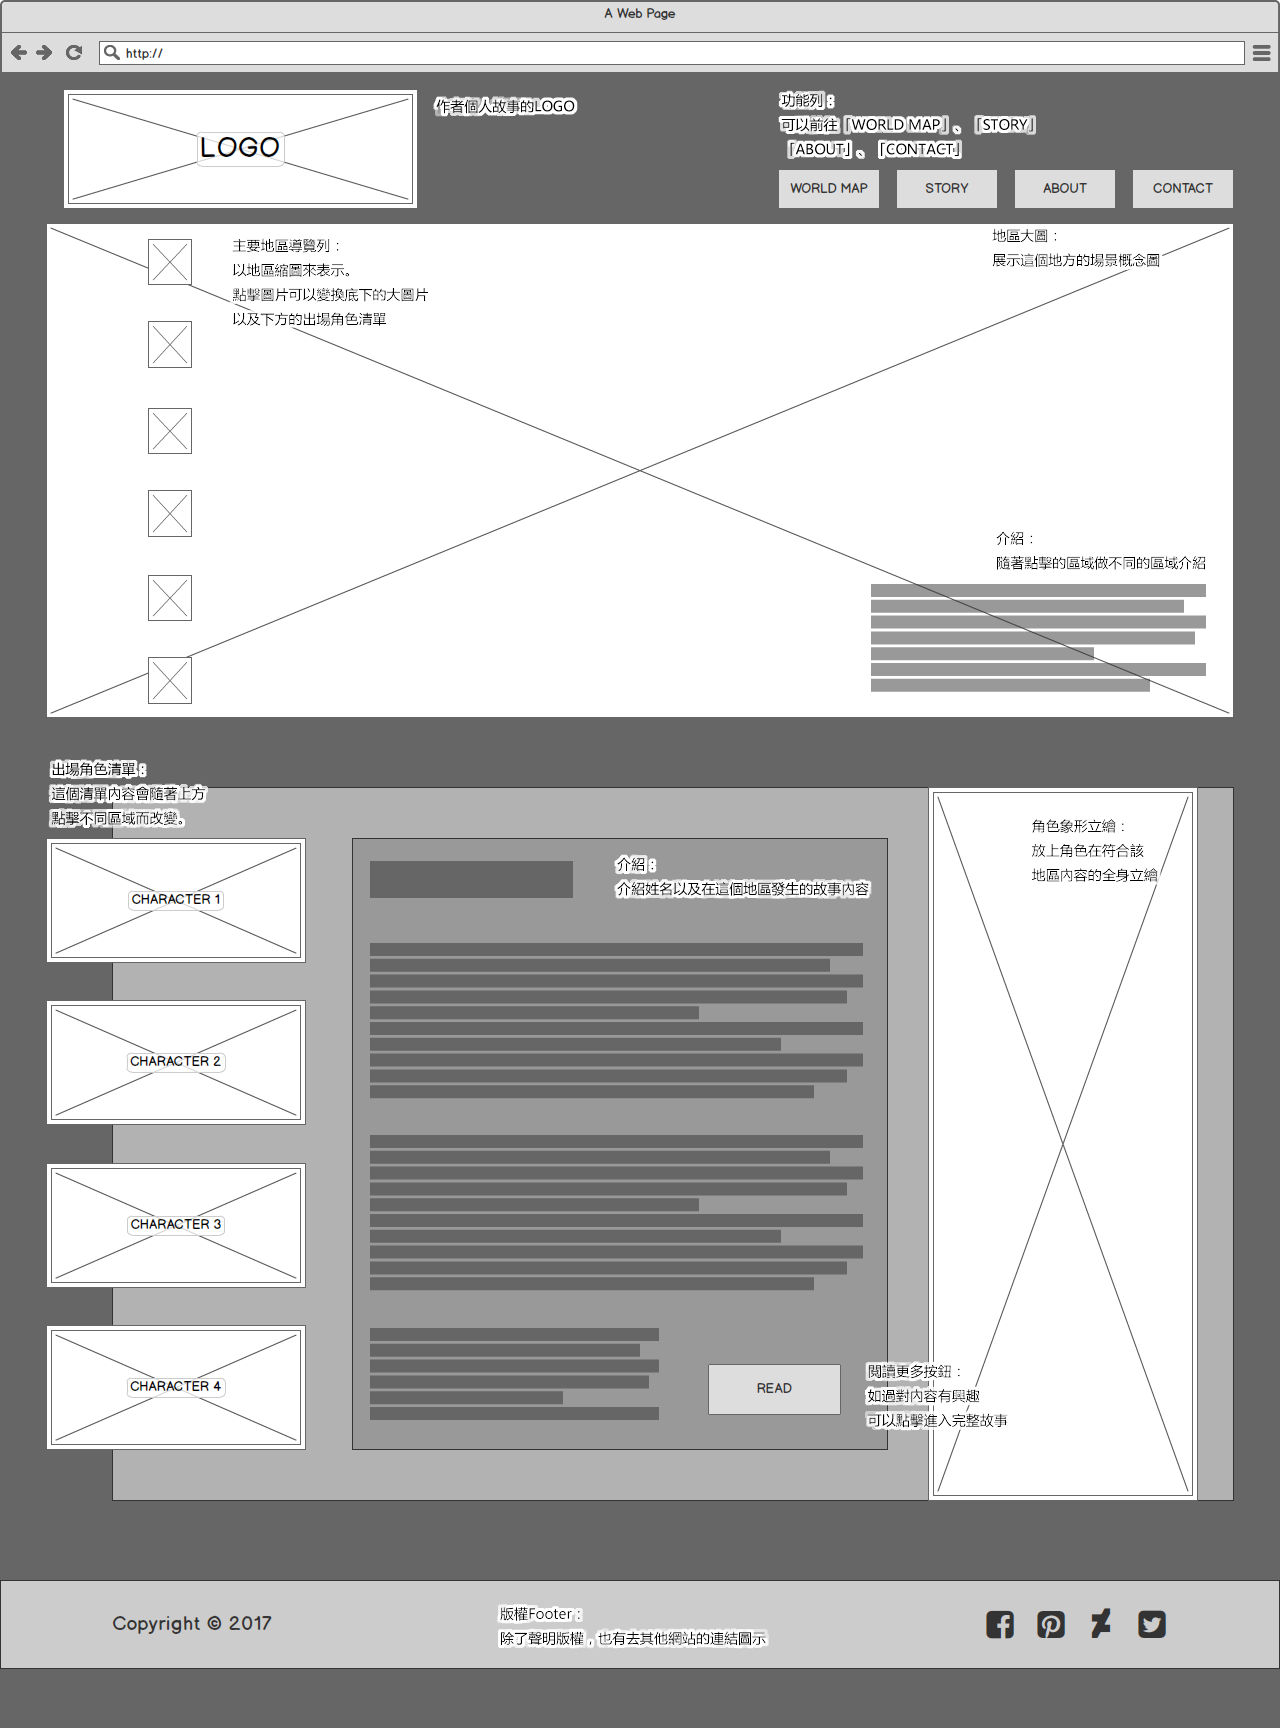 A Web Page
http://
LOGO
作者個人故事的LOGO
功能列：
可以前往「WORLD MAP」、「STORY」
「ABOUT」、「CONTACT」
WORLD MAP
STORY
ABOUT
CONTACT
主要地區導覽列：
以地區縮圖來表示。
點擊圖片可以變換底下的大圖片
以及下方的出場角色清單
地區大圖：
展示這個地方的場景概念圖
介紹：
隨著點擊的區域做不同的區域介紹
出場角色清單：
這個清單內容會隨著上方
點擊不同區域而改變。
CHARACTER 1
CHARACTER 2
CHARACTER 3
CHARACTER 4
介紹：
介紹姓名以及在這個地區發生的故事內容
角色象形立繪：
放上角色在符合該
地區內容的全身立繪
READ
閱讀更多按鈕：
如過對內容有興趣
可以點擊進入完整故事
Copyright © 2017
版權Footer：
除了聲明版權，也有去其他網站的連結圖示